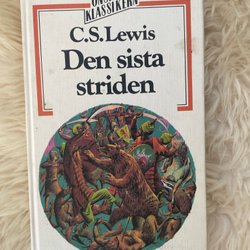 KLASSIKERN
C.S.Lewis
Den sista
striden